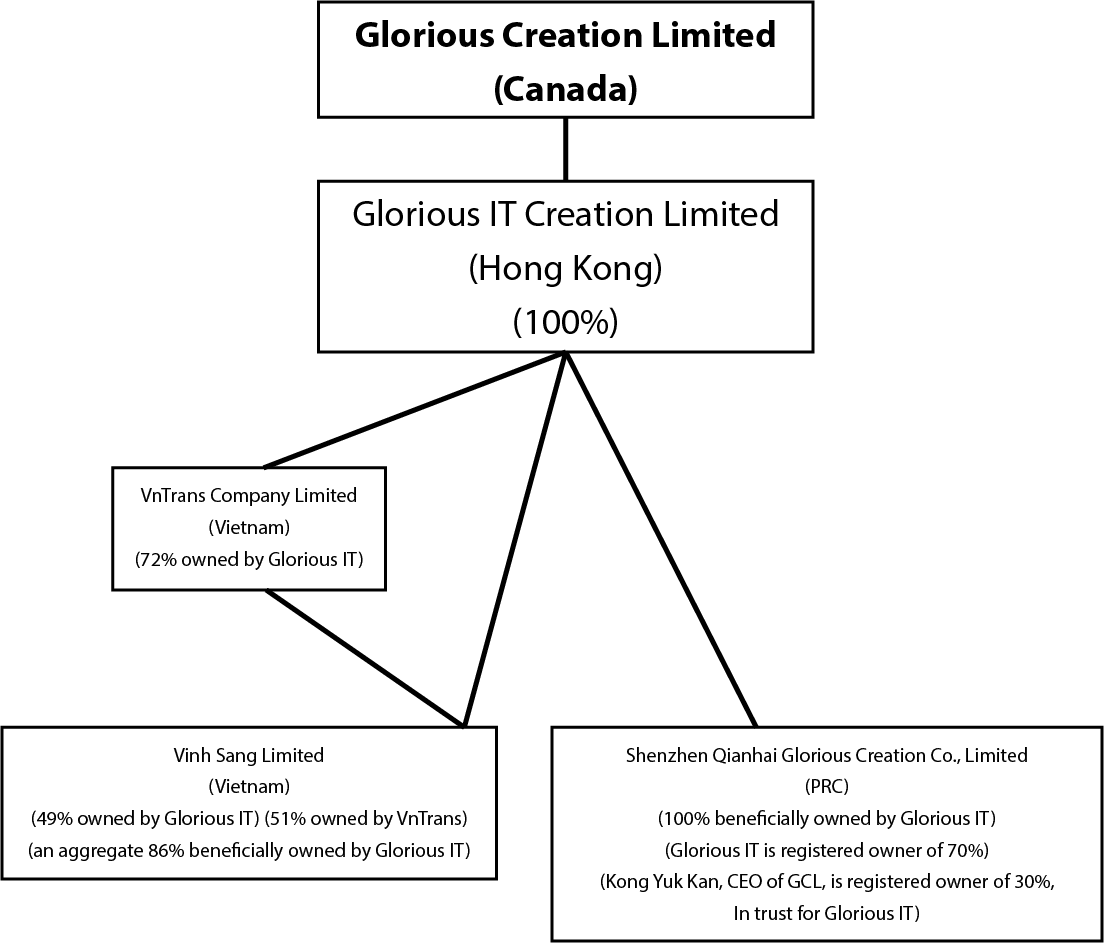 Glorious Creation Limited
(Canada)
Glorious IT Creation Limited
(Hong Kong)
(100%)
VnTrans Company Limited
(Vietnam)
(72% owned by Glorious IT)
Vinh Sang Limited
(Vietnam)
(49% owned by Glorious IT) (51% owned by VnTrans)
(an aggregate 86% beneficially owned by Glorious IT)
Shenzhen Qianhai Glorious Creation Co., Limited
(PRC)
(100% beneficially owned by Glorious IT)
(Glorious IT is registered owner of 70%)
(Kong Yuk Kan, CEO of GCL, is registered owner of 30%,
In trust for Glorious IT)